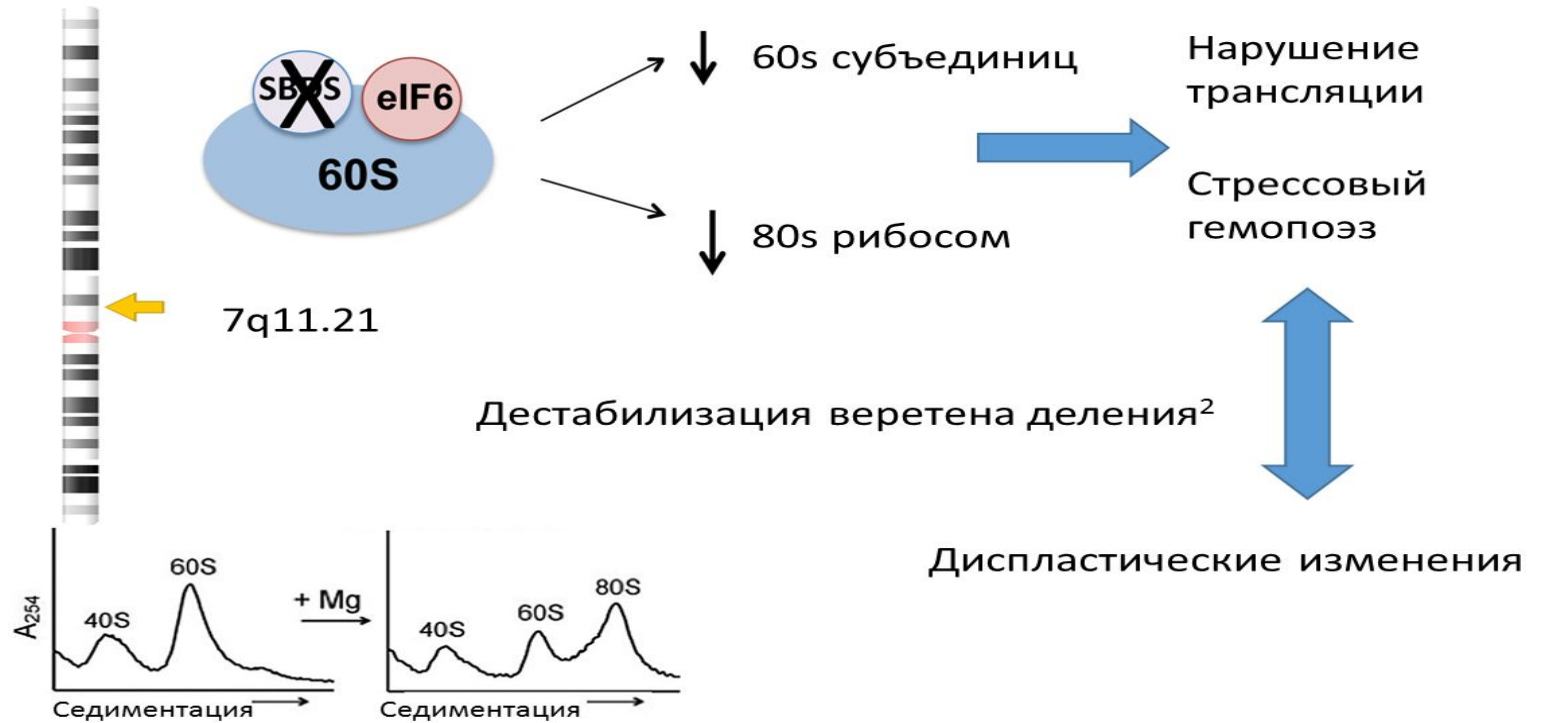 SBDS
eIF6
60S
60s субъединиц
80s рибосом
Нарушение
трансляции
Стрессовый
гемопоэз
7q11.21
Дестабилизация веретена деления²
Диспластические изменения
A254
40S
60S
Седиментация
+ Mg
40S
60S
80S
Седиментация